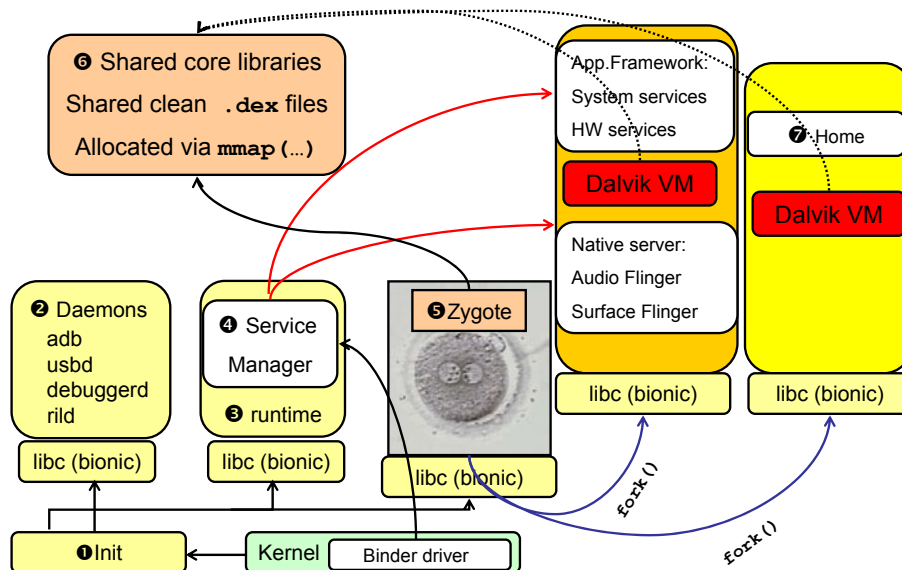 ❻ Shared core libraries
Shared clean .dex files
Allocated via mmap(…)
App.Framework:
System services
HW services
Dalvik VM
Native server:
Audio Flinger
Surface Flinger
libc (bionic)
❼ Home
Dalvik VM
libc (bionic)
❷ Daemons
adb
usbd
debuggerd
rild
libc (bionic)
❹ Service
Manager
❸ runtime
libc (bionic)
❺Zygote
libc (bionic)
fork()
fork()
❶Init
Kernel
Binder driver